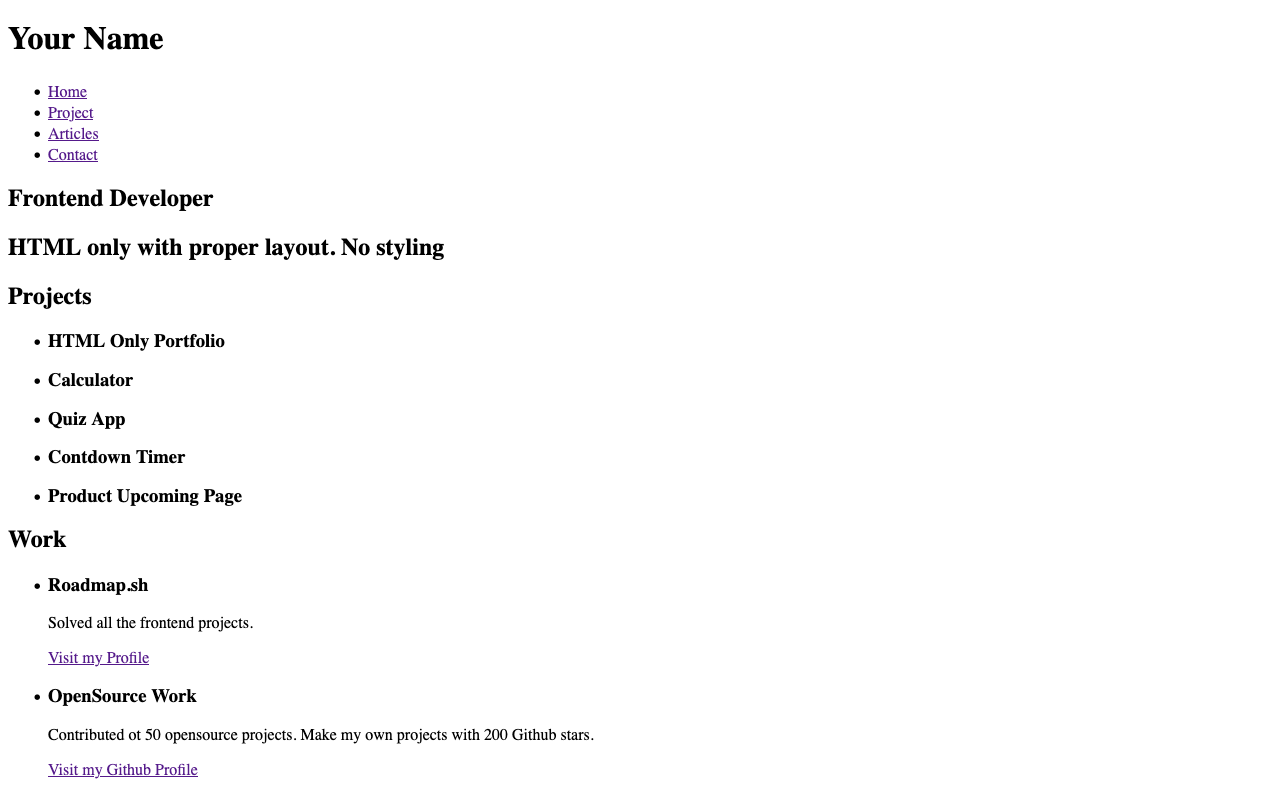 Your Name
Home
Project
Articles
Contact
Frontend Developer
HTML only with proper layout. No styling
Projects
HTML Only Portfolio
Calculator
Quiz App
Contdown Timer
Product Upcoming Page
Work
Roadmap.sh
Solved all the frontend projects.
Visit my Profile
OpenSource Work
Contributed ot 50 opensource projects. Make my own projects with 200 Github stars.
Visit my Github Profile